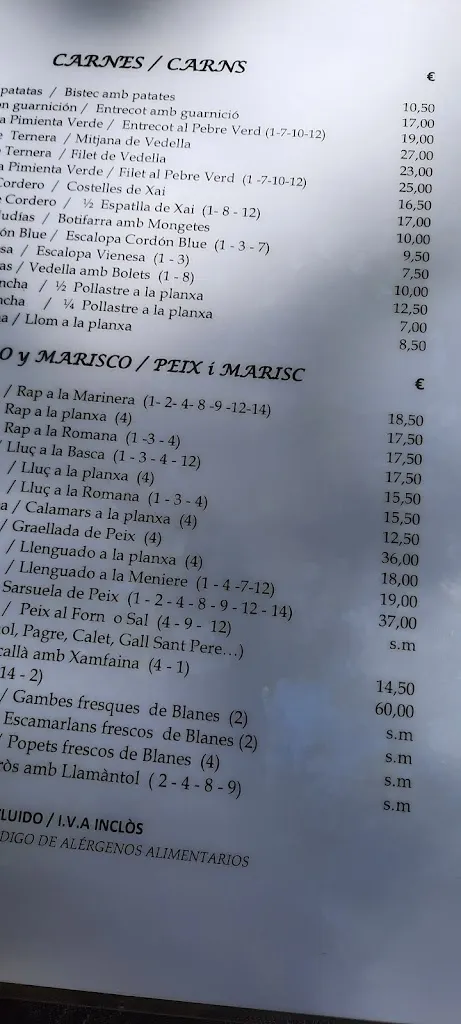 CARNES / CARNS €
patatas / Bistec amb patates 10,50
on guarnición / Entrecot amb guarnició 17,00
a Pimienta Verde / Entrecot al Pebre Verd (1-7-10-12) 19,00
e Ternera / Mitjana de Vedella 27,00
Ternera / Filet de Vedella 23,00
a Pimienta Verde / Filet al Pebre Verd (1 -7-10-12) 25,00
Cordero / Costelles de Xai 16,50
e Cordero / ½ Espatlla de Xai (1- 8 - 12) 17,00
udías / Botifarra amb Mongetes 10,00
ón Blue / Escalopa Cordón Blue (1 - 3 - 7) 9,50
sa / Escalopa Vienesa (1 - 3) 7,50
as / Vedella amb Bolets (1 - 8) 10,00
ncha / ½ Pollastre a la planxa 12,50
ncha / ¼ Pollastre a la planxa 7,00
a / Llom a la planxa 8,50
O y MARISCO / PEIX i MARISC €
/ Rap a la Marinera (1- 2- 4- 8 -9 -12-14) 18,50
Rap a la planxa (4) 17,50
Rap a la Romana (1 -3 - 4) 17,50
/ Lluç a la Basca (1 - 3 - 4 - 12) 17,50
/ Lluç a la planxa (4) 15,50
/ Lluç a la Romana (1 - 3 - 4) 15,50
a / Calamars a la planxa (4) 12,50
/ Graellada de Peix (4) 36,00
/ Llenguado a la planxa (4) 18,00
/ Llenguado a la Meniere (1 - 4 -7-12) 19,00
Sarsuela de Peix (1 - 2 - 4 - 8 - 9 - 12 - 14) 37,00
/ Peix al Forn o Sal (4 - 9 - 12) s.m
ol, Pagre, Calet, Gall Sant Pere…)
callà amb Xamfaina (4 - 1) 14,50
14 - 2) 60,00
/ Gambes fresques de Blanes (2) s.m
Escamarlans frescos de Blanes (2) s.m
/ Popets frescos de Blanes (4) s.m
ròs amb Llamàntol ( 2 - 4 - 8 - 9) s.m
LUIDO / I.V.A INCLÒS
DIGO DE ALÉRGENOS ALIMENTARIOS